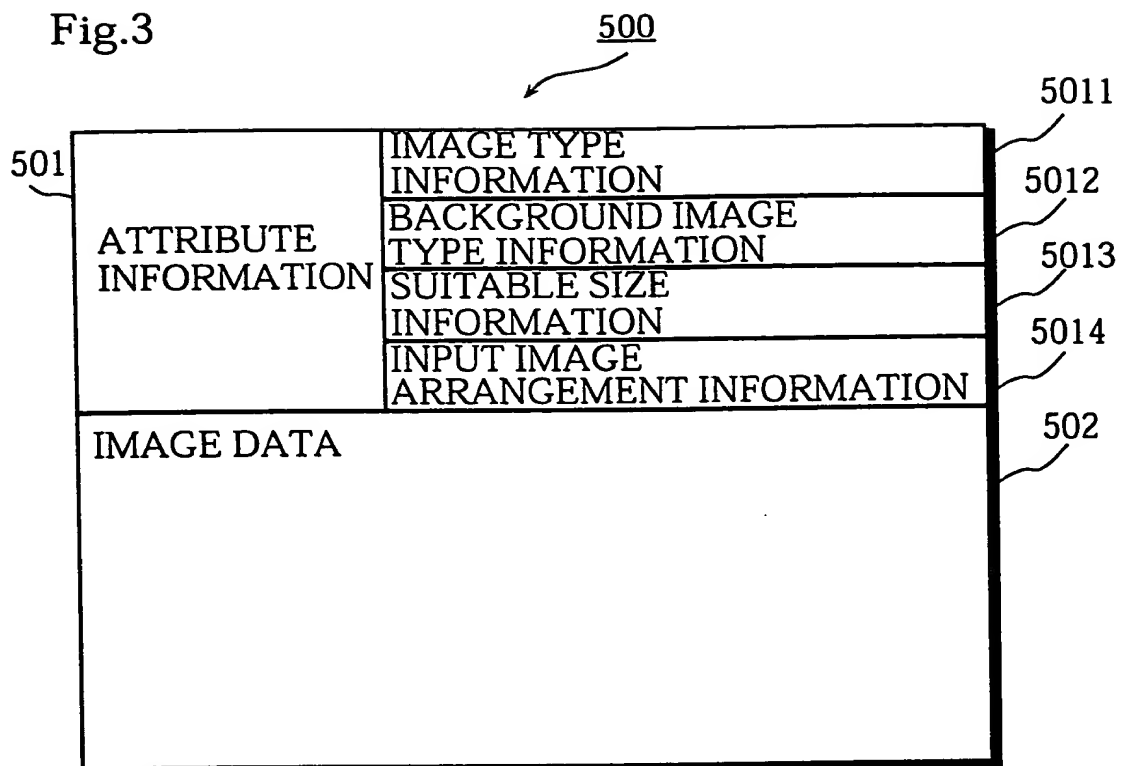 Fig.3
500
5011
501
IMAGE TYPE
INFORMATION
5012
BACKGROUND IMAGE
TYPE INFORMATION
ATTRIBUTE
INFORMATION
5013
SUITABLE SIZE
INFORMATION
5014
INPUT IMAGE
ARRANGEMENT INFORMATION
502
IMAGE DATA